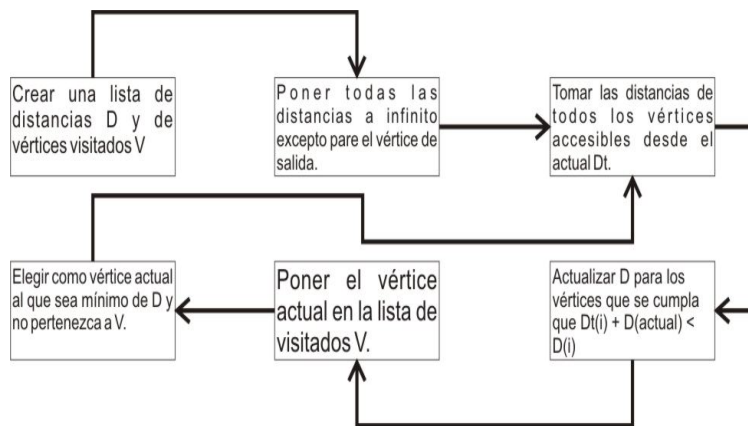 Crear una lista de
distancias D y de
vértices visitados V
Poner todas las
distancias a infinito
excepto pare el vértice de
salida.
Tomar las distancias de
todos los vértices
accesibles desde el
actual Dt.
Elegir como vértice actual
al que sea mínimo de D y
no pertenezca a V.
Poner el vértice
actual en la lista de
visitados V.
Actualizar D para los
vértices que se cumpla
que Dt(i) + D(actual) <
D(i)